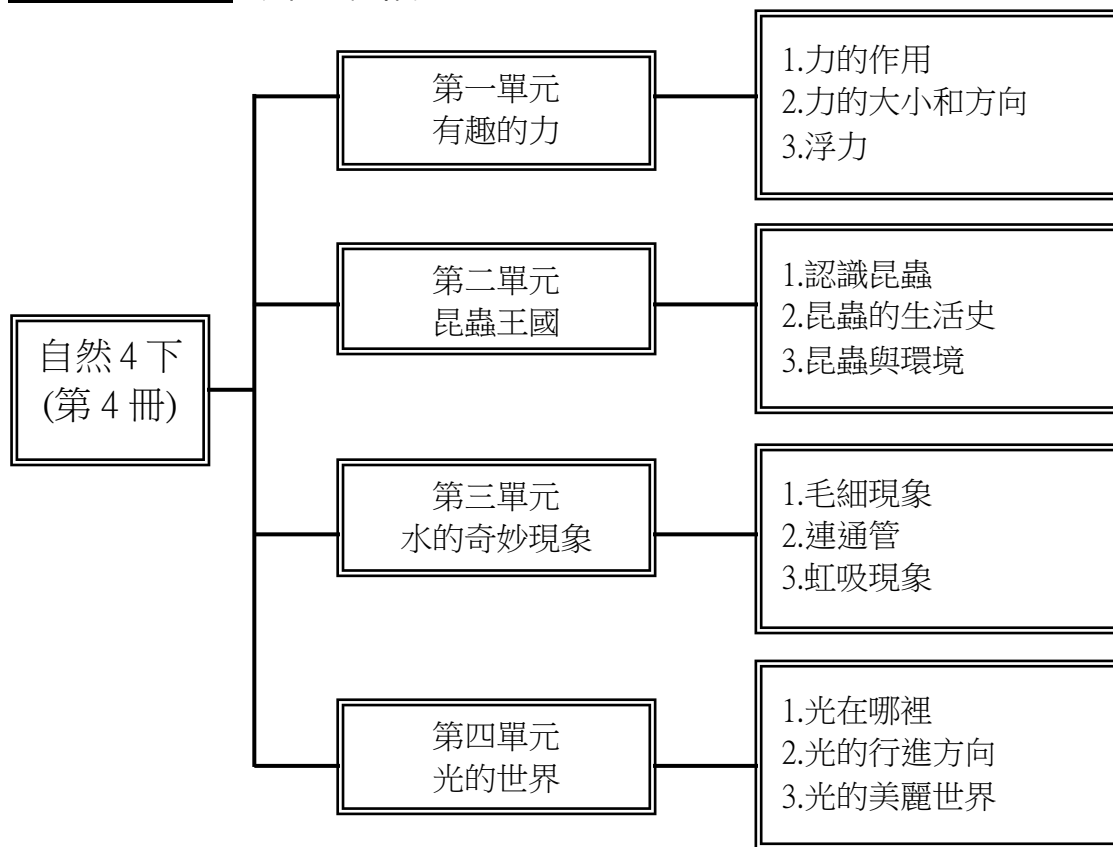 自然 4 下
(第 4 冊)
第一單元
有趣的力
1.力的作用
2.力的大小和方向
3.浮力
第二單元
昆蟲王國
1.認識昆蟲
2.昆蟲的生活史
3.昆蟲與環境
第三單元
水的奇妙現象
1.毛細現象
2.連通管
3.虹吸現象
第四單元
光的世界
1.光在哪裡
2.光的行進方向
3.光的美麗世界